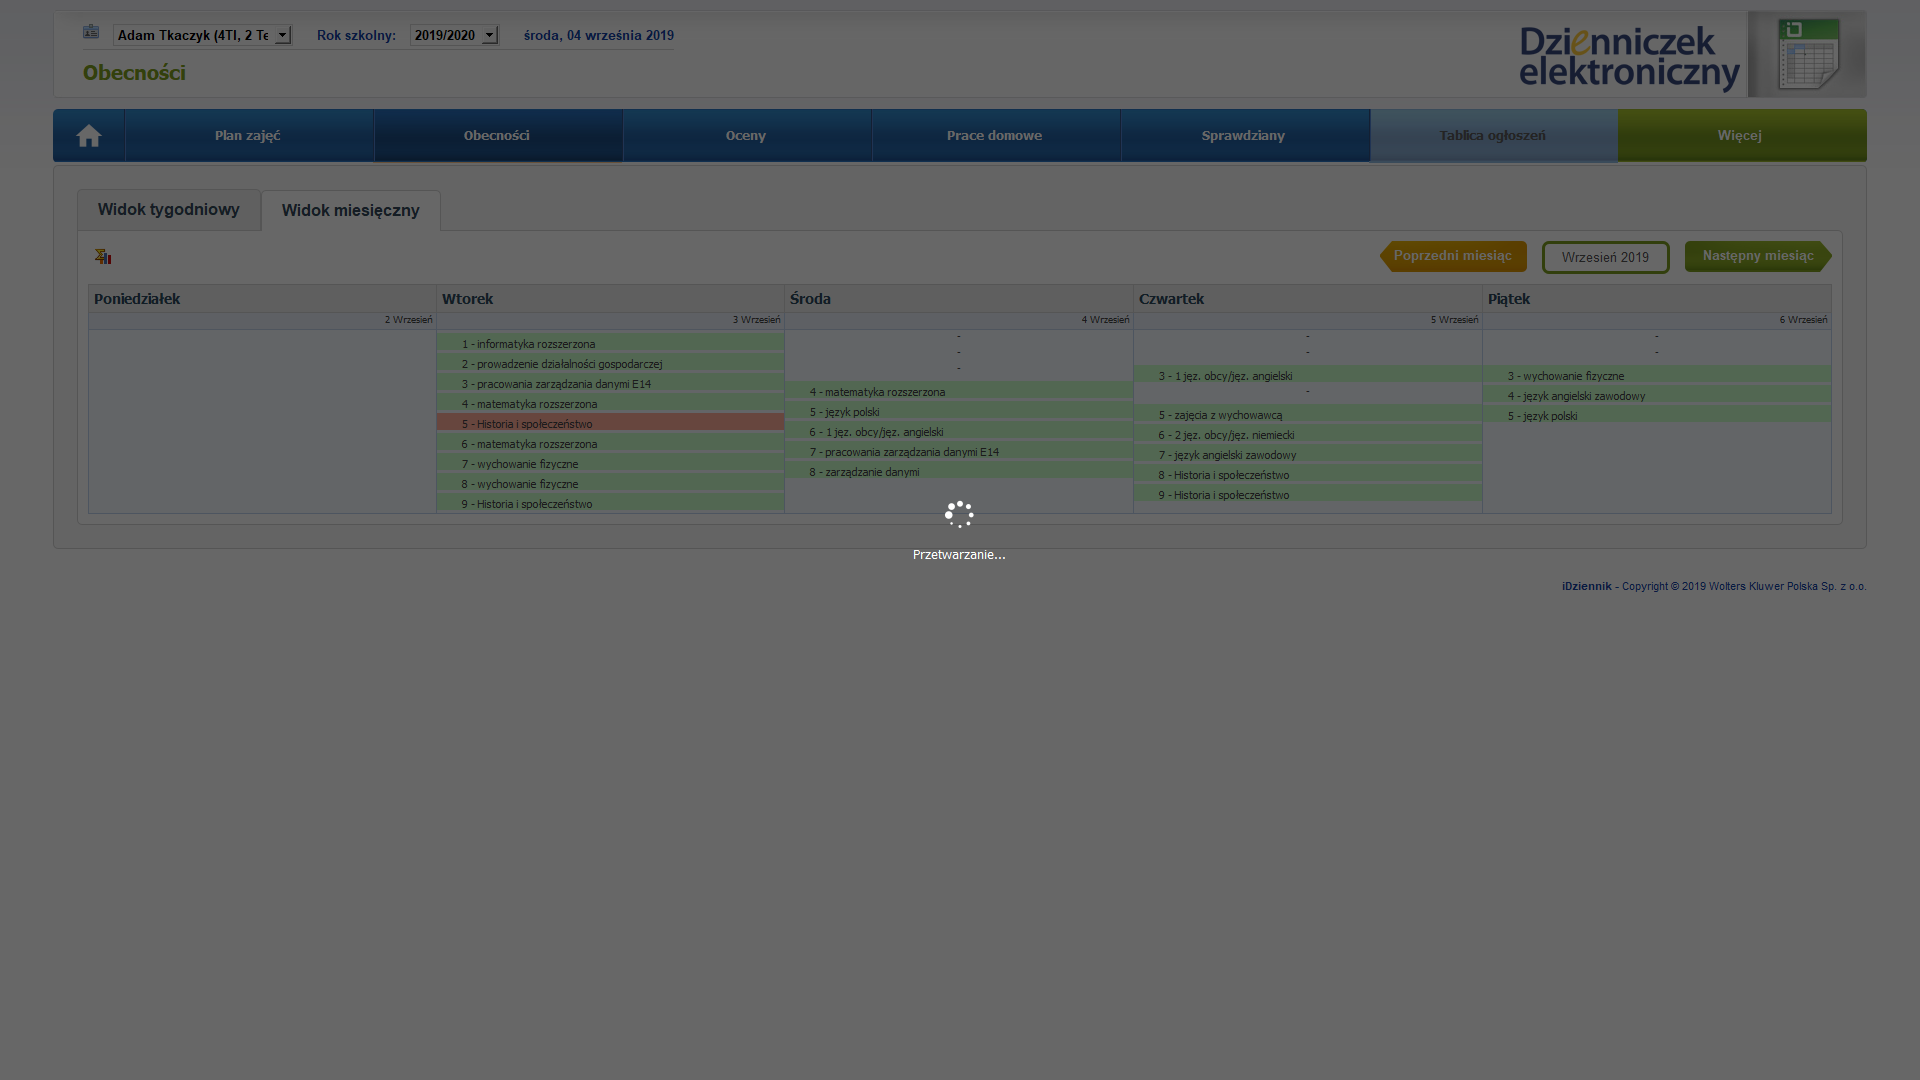 Adam Tkaczyk (4TI, 2 Te
Rok szkolny:
2019/2020
środa, 04 września 2019
Obecności
Dzienniczek
elektroniczny
Plan zajęć
Obecności
Oceny
Prace domowe
Sprawdziany
Tablica ogłoszeń
Więcej
Widok tygodniowy
Widok miesięczny
Poprzedni miesiąc
Wrzesień 2019
Następny miesiąc
Poniedziałek
2 Wrzesień
Wtorek
3 Wrzesień
1 - informatyka rozszerzona
2 - prowadzenie działalności gospodarczej
3 - pracowania zarządzania danymi E14
4 - matematyka rozszerzona
5 - Historia i społeczeństwo
6 - matematyka rozszerzona
7 - wychowanie fizyczne
8 - wychowanie fizyczne
9 - Historia i społeczeństwo
Środa
4 Wrzesień
-
-
-
4 - matematyka rozszerzona
5 - język polski
6 - 1 jęz. obcy/jęz. angielski
7 - pracowania zarządzania danymi E14
8 - zarządzanie danymi
Czwartek
5 Wrzesień
-
-
3 - 1 jęz. obcy/jęz. angielski
-
5 - zajęcia z wychowawcą
6 - 2 jęz. obcy/jęz. niemiecki
7 - język angielski zawodowy
8 - Historia i społeczeństwo
9 - Historia i społeczeństwo
Piątek
6 Wrzesień
-
-
3 - wychowanie fizyczne
4 - język angielski zawodowy
5 - język polski
Przetwarzanie...
iDziennik - Copyright © 2019 Wolters Kluwer Polska Sp. z o.o.